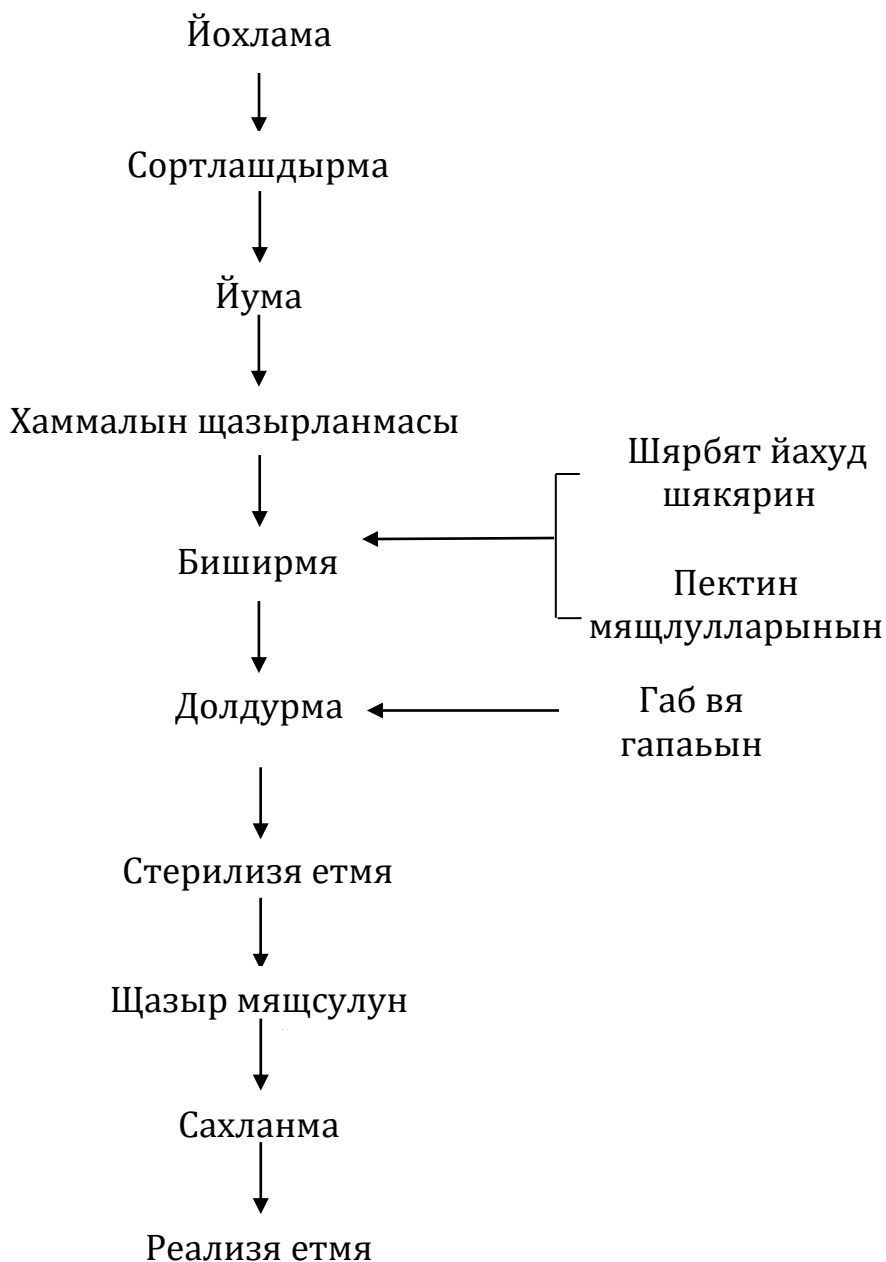 Йохлама
Сортлашдырма
Йума
Хаммалын щазырланмасы
Шярбят йахуд
шякярин
Биширмя
Пектин
мящлулларынын
Долдурма
Габ вя
гапаьын
Стерилизя етмя
Щазыр мящсулун
Сахланма
Реализя етмя